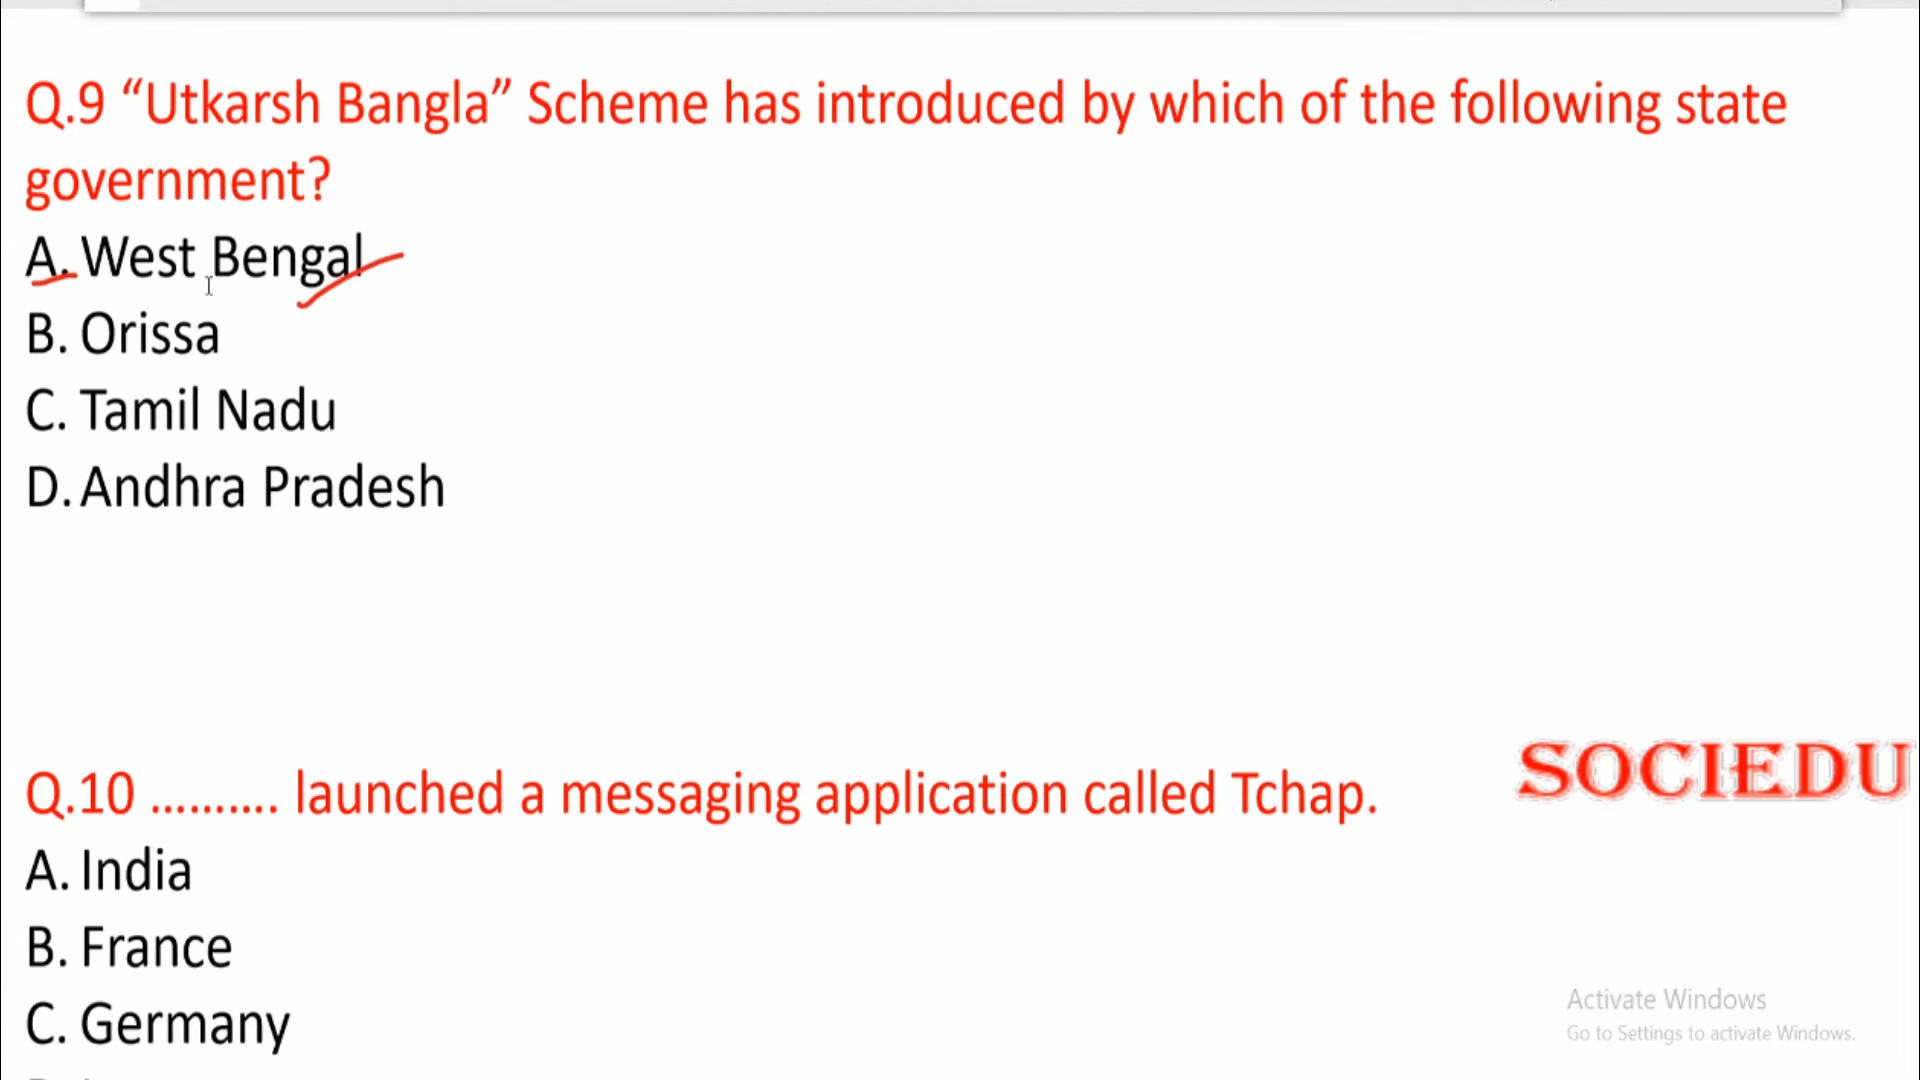 Q.9 “Utkarsh Bangla” Scheme has introduced by which of the following state
government?
A. West Bengal
B. Orissa
C. Tamil Nadu
D. Andhra Pradesh
Q.10 .......... launched a messaging application called Tchap.
SOCIEDU
A. India
B. France
C. Germany
Activate Windows
Go to Settings to activate Windows.